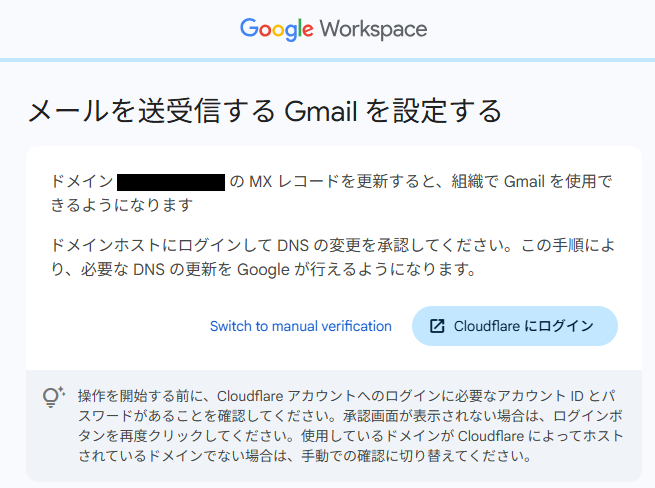 Google Workspace
メールを送受信する Gmail を設定する
ドメイン の MX レコードを更新すると、組織で Gmail を使用で
きるようになります
ドメインホストにログインして DNS の変更を承認してください。この手順によ
り、必要な DNS の更新を Google が行えるようになります。
Switch to manual verification
Cloudflare にログイン
操作を開始する前に、Cloudflare アカウントへのログインに必要なアカウント ID とパ
スワードがあることを確認してください。承認画面が表示されない場合は、ログインボ
タンを再度クリックしてください。使用しているドメインが Cloudflare によってホスト
されているドメインでない場合は、手動での確認に切り替えてください。